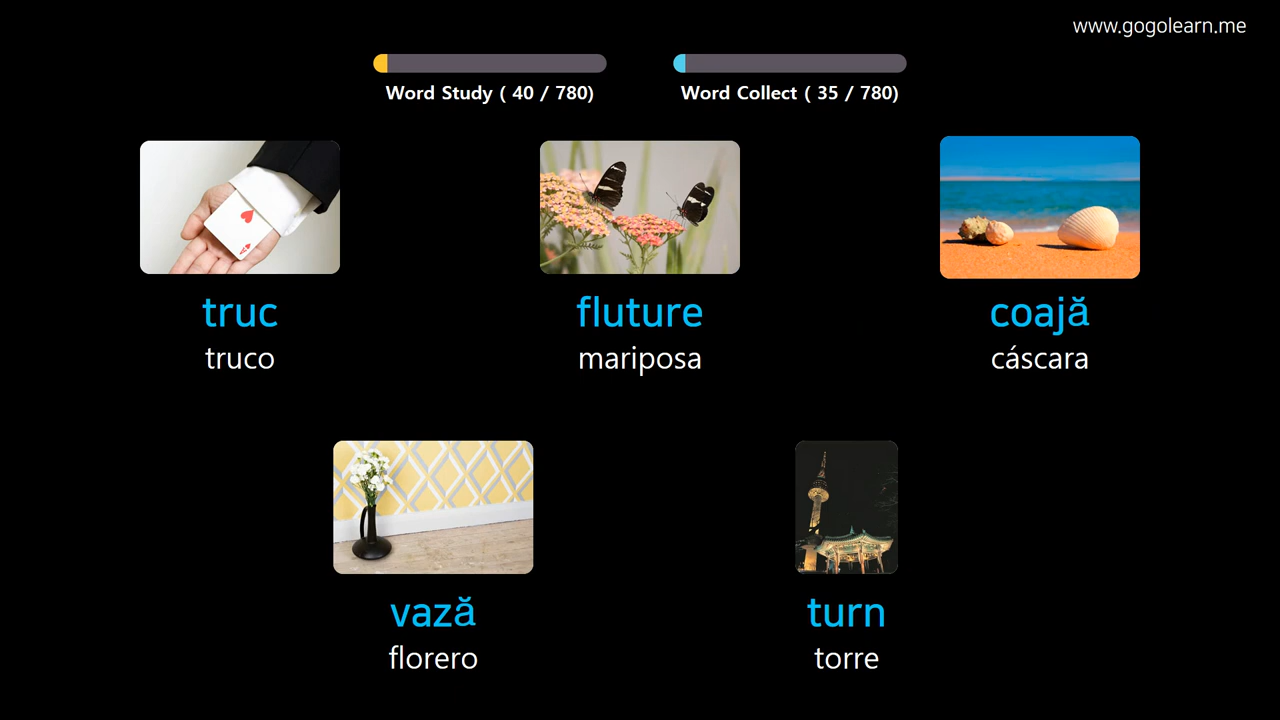 www.gogolearn.me
Word Study ( 40 / 780)
Word Collect ( 35 / 780)
truc
truco
fluture
mariposa
coajă
cáscara
vază
florero
turn
torre